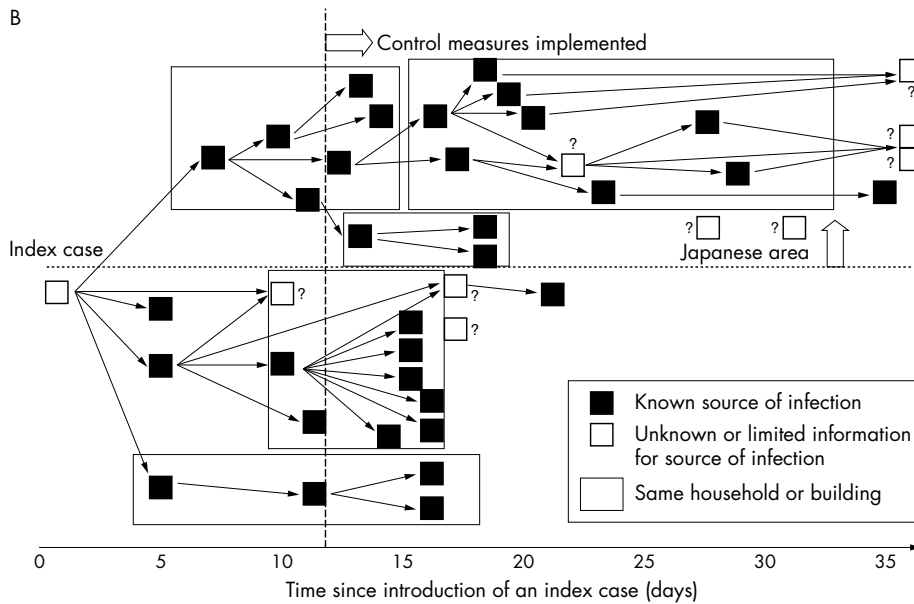 B
Control measures implemented
?
?
?
?
? ?
Japanese area
Index case
?
?
?
Known source of infection
Unknown or limited information
for source of infection
Same household or building
0 5 10 15 20 25 30 35
Time since introduction of an index case (days)